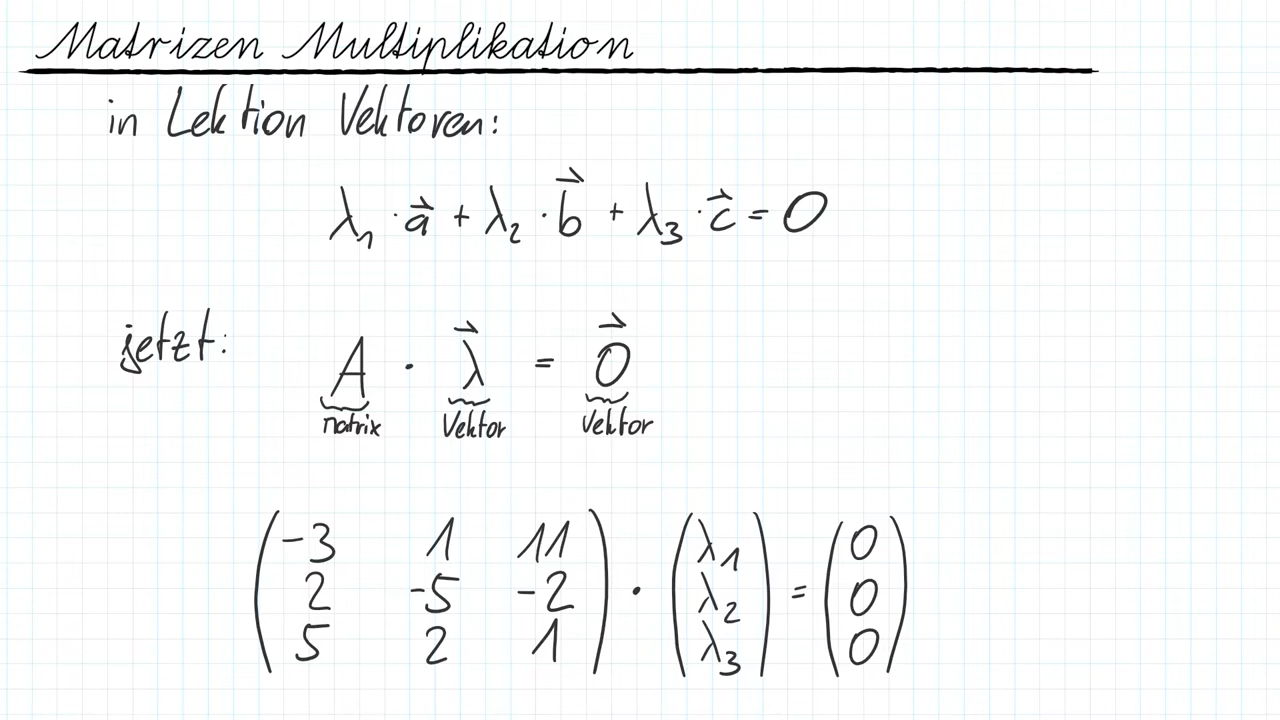 Matrizen Multiplikation
in Lektion Vektoren:
λ₁ · a⃗ + λ₂ · b⃗ + λ₃ · c⃗ = 0
jetzt: A · λ⃗ = 0⃗
matrix Vektor Vektor
(-3 1 11) · (λ₁) = (0)
(2 -5 -2) (λ₂) (0)
(5 2 1) (λ₃) (0)